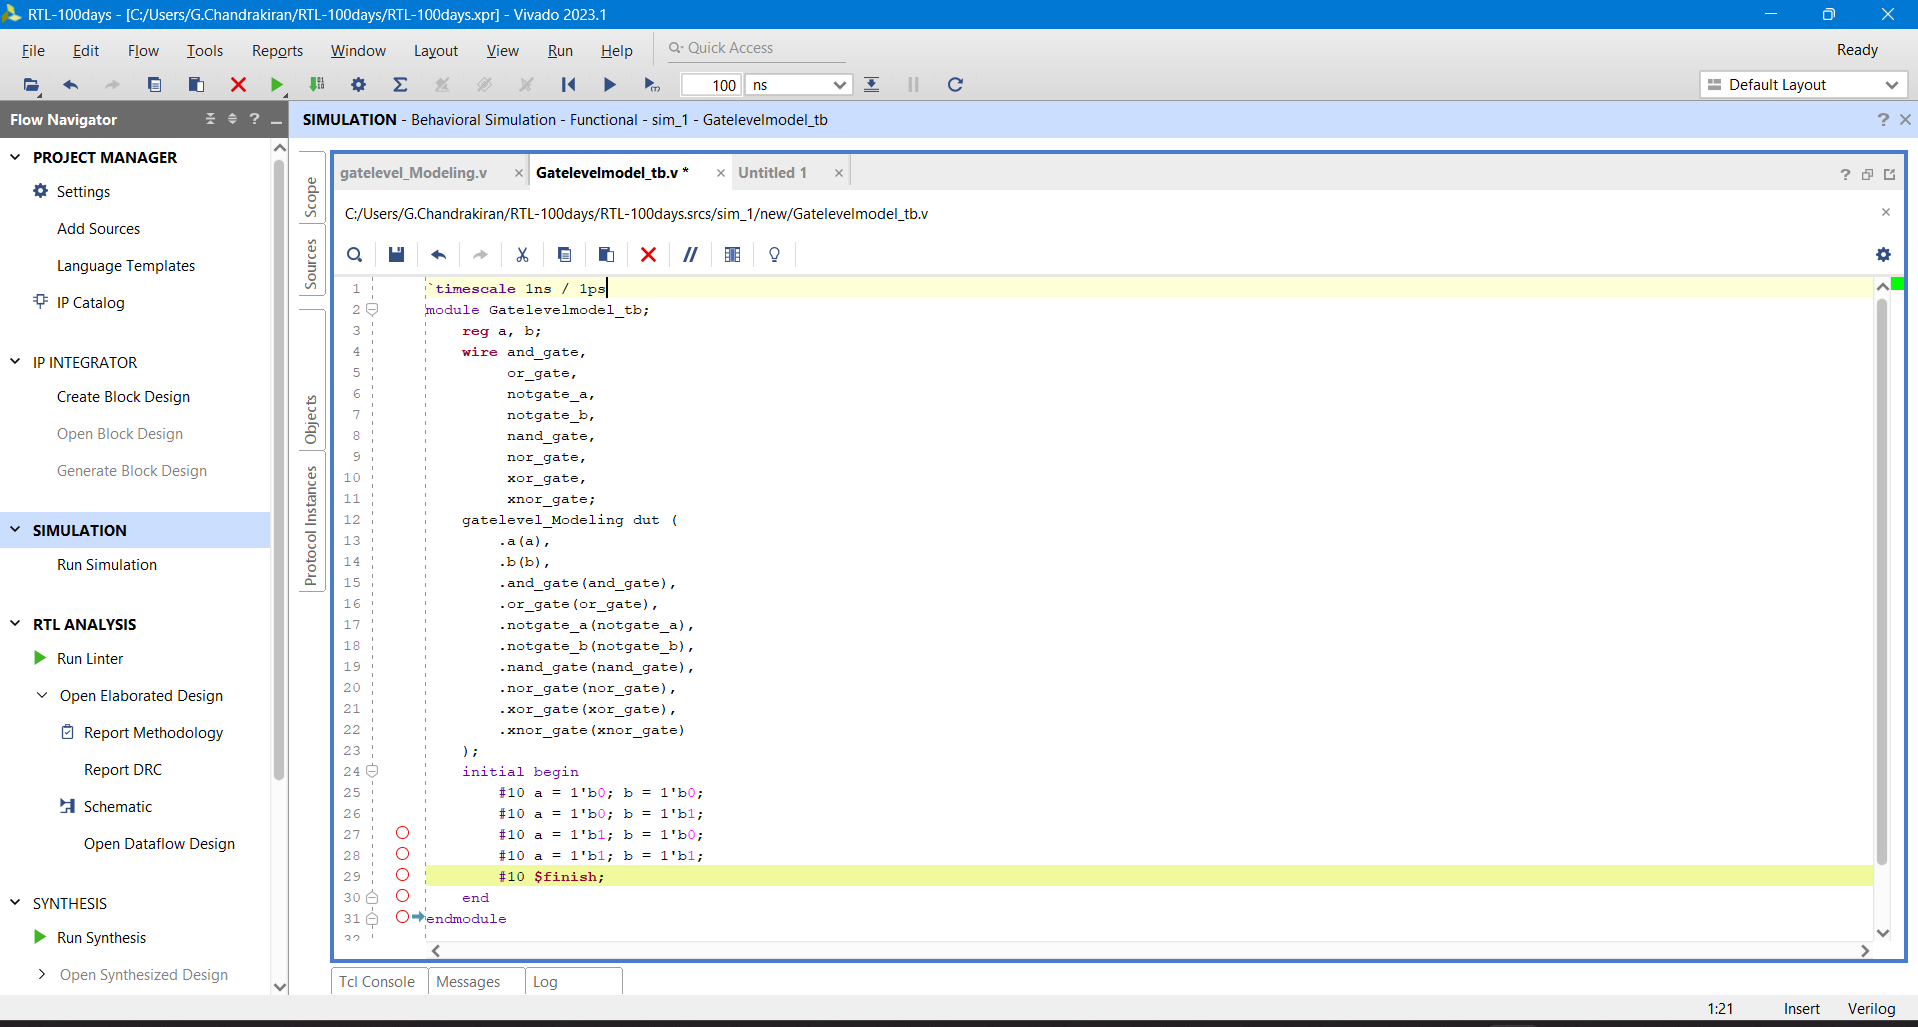 RTL-100days - [C:/Users/G.Chandrakiran/RTL-100days/RTL-100days.xpr] - Vivado 2023.1
File Edit Flow Tools Reports Window Layout View Run Help Quick Access Ready
100 ns Default Layout
Flow Navigator ?
SIMULATION - Behavioral Simulation - Functional - sim_1 - Gatelevelmodel_tb ?
PROJECT MANAGER
Settings
Add Sources
Language Templates
IP Catalog
IP INTEGRATOR
Create Block Design
Open Block Design
Generate Block Design
SIMULATION
Run Simulation
RTL ANALYSIS
Run Linter
Open Elaborated Design
Report Methodology
Report DRC
Schematic
Open Dataflow Design
SYNTHESIS
Run Synthesis
Open Synthesized Design
Scope
Sources
Objects
Protocol Instances
gatelevel_Modeling.v Gatelevelmodel_tb.v * Untitled 1 ?
C:/Users/G.Chandrakiran/RTL-100days/RTL-100days.srcs/sim_1/new/Gatelevelmodel_tb.v
1 `timescale 1ns / 1ps
2 module Gatelevelmodel_tb;
3 reg a, b;
4 wire and_gate,
5 or_gate,
6 notgate_a,
7 notgate_b,
8 nand_gate,
9 nor_gate,
10 xor_gate,
11 xnor_gate;
12 gatelevel_Modeling dut (
13 .a(a),
14 .b(b),
15 .and_gate(and_gate),
16 .or_gate(or_gate),
17 .notgate_a(notgate_a),
18 .notgate_b(notgate_b),
19 .nand_gate(nand_gate),
20 .nor_gate(nor_gate),
21 .xor_gate(xor_gate),
22 .xnor_gate(xnor_gate)
23 );
24 initial begin
25 #10 a = 1'b0; b = 1'b0;
26 #10 a = 1'b0; b = 1'b1;
27 #10 a = 1'b1; b = 1'b0;
28 #10 a = 1'b1; b = 1'b1;
29 #10 $finish;
30 end
31 endmodule
32
Tcl Console Messages Log
1:21 Insert Verilog